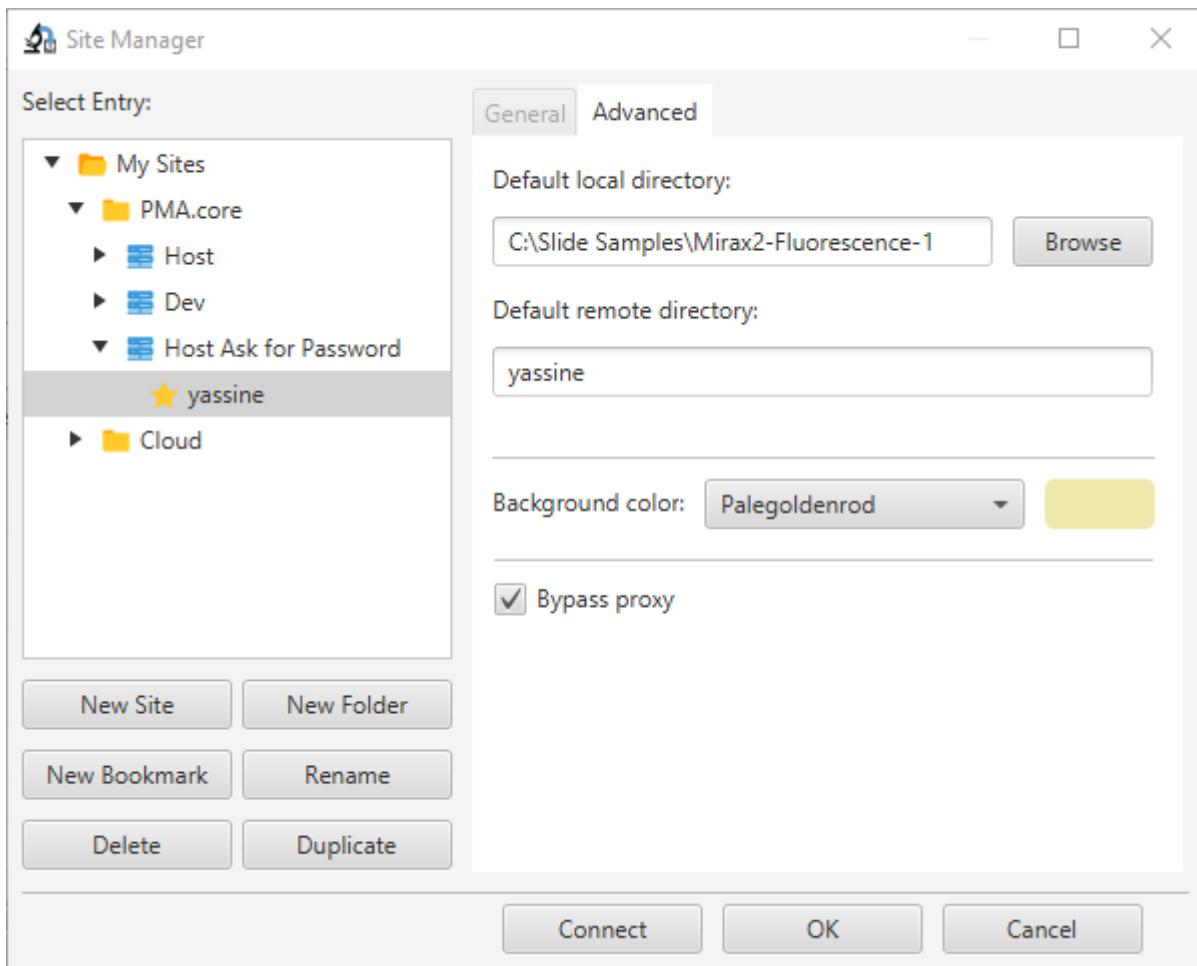 Site Manager
Select Entry:
My Sites
PMA.core
Host
Dev
Host Ask for Password
yassine
Cloud
New Site
New Folder
New Bookmark
Rename
Delete
Duplicate
General
Advanced
Default local directory:
C:\Slide Samples\Mirax2-Fluorescence-1
Browse
Default remote directory:
yassine
Background color:
Palegoldenrod
Bypass proxy
Connect
OK
Cancel